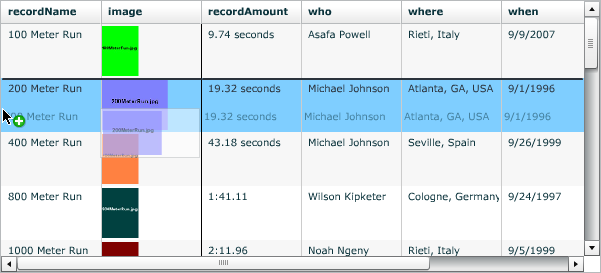 recordName image recordAmount who where when
100 Meter Run 100MeterRun.jpg 9.74 seconds Asafa Powell Rieti, Italy 9/9/2007
200 Meter Run 200MeterRun.jpg 19.32 seconds Michael Johnson Atlanta, GA, USA 9/1/1996
Meter Run 200MeterRun.jpg 19.32 seconds Michael Johnson Atlanta, GA, USA 9/1/1996
400 Meter Run 43.18 seconds Michael Johnson Seville, Spain 9/26/1999
800 Meter Run 800MeterRun.jpg 1:41.11 Wilson Kipketer Cologne, Germany 9/24/1997
1000 Meter Run 2:11.96 Noah Ngeny Rieti, Italy 9/5/1999